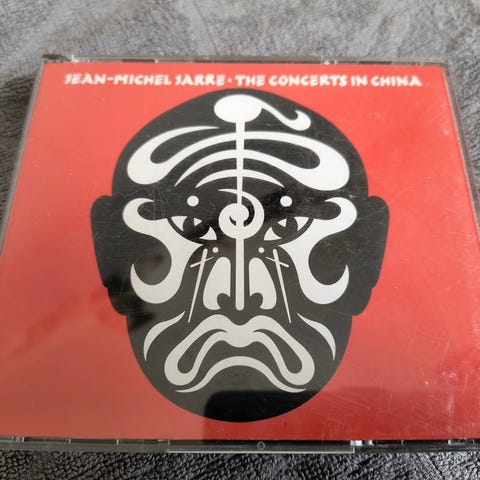 JEAN-MICHEL JARRE · THE CONCERTS IN CHINA